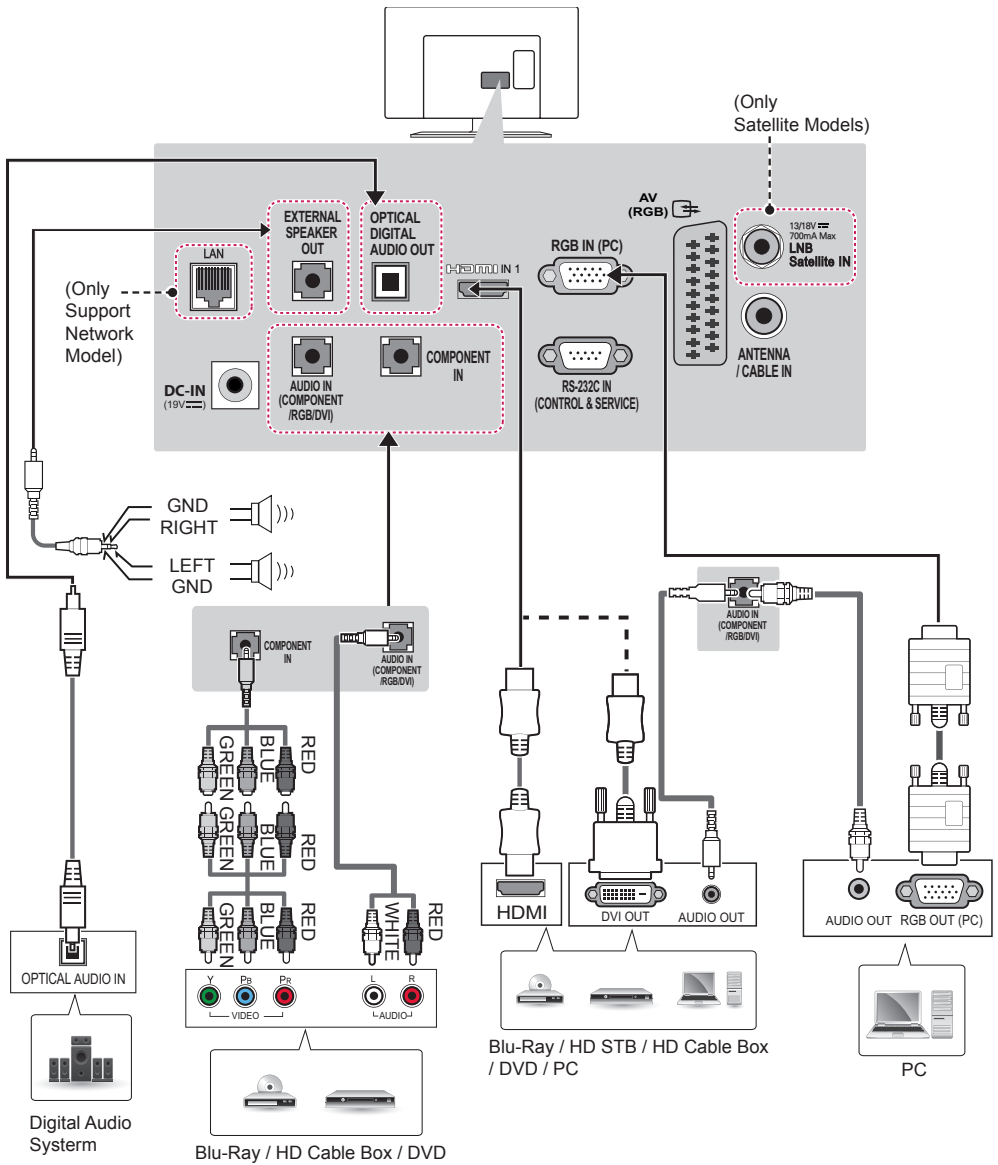 (Only
Satellite Models)
AV
(RGB)
13/18V
700mA Max
LNB
Satellite IN
EXTERNAL
SPEAKER
OUT
OPTICAL
DIGITAL
AUDIO OUT
HDMI IN 1
RGB IN (PC)
LAN
(Only
Support
Network
Model)
ANTENNA
/ CABLE IN
DC-IN
(19V)
AUDIO IN
(COMPONENT
/RGB/DVI)
COMPONENT
IN
RS-232C IN
(CONTROL & SERVICE)
GND
RIGHT
LEFT
GND
COMPONENT
IN
AUDIO IN
(COMPONENT
/RGB/DVI)
AUDIO IN
(COMPONENT
/RGB/DVI)
GREEN
BLUE
RED
GREEN
BLUE
RED
GREEN
BLUE
RED
WHITE
RED
HDMI
DVI OUT
AUDIO OUT
AUDIO OUT
RGB OUT (PC)
OPTICAL AUDIO IN
Y
PB
PR
VIDEO
L
R
AUDIO
Blu-Ray / HD STB / HD Cable Box
/ DVD / PC
PC
Digital Audio
Systerm
Blu-Ray / HD Cable Box / DVD